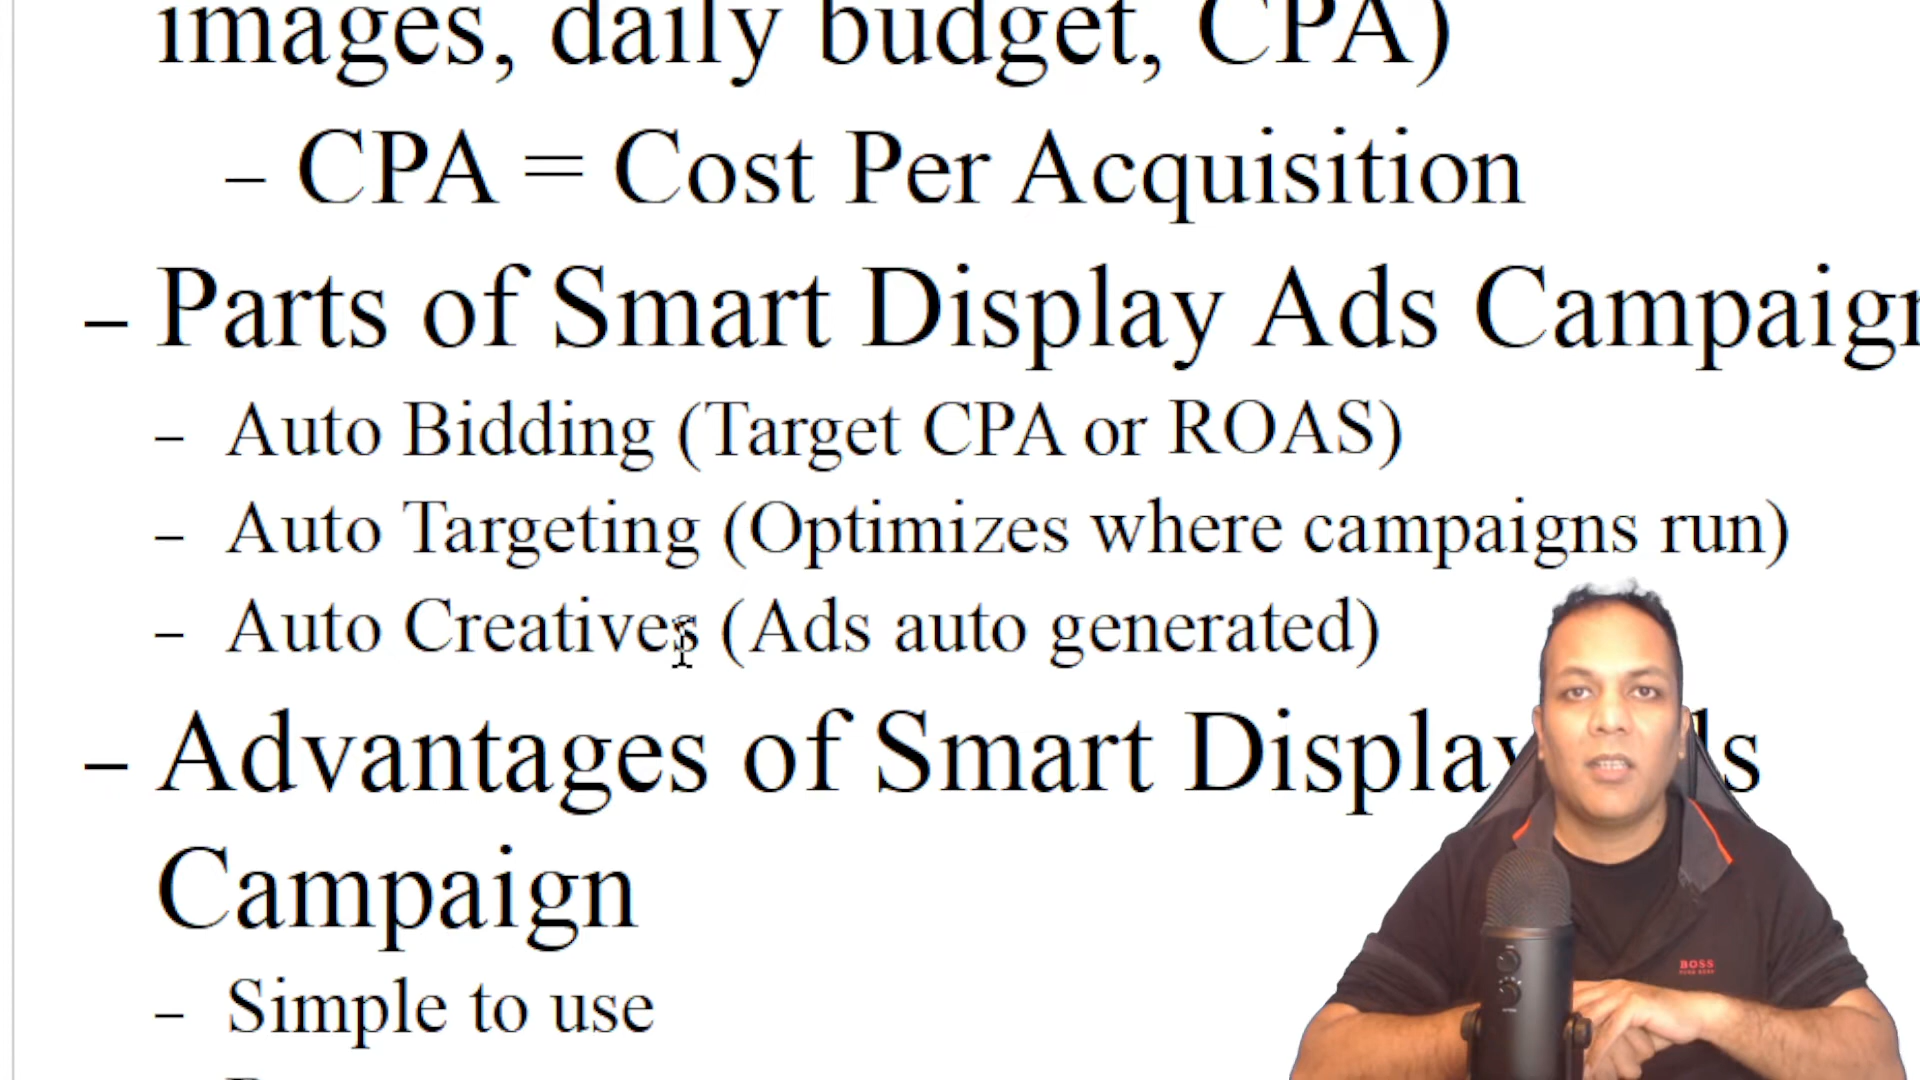 images, daily budget, CPA)
– CPA = Cost Per Acquisition
– Parts of Smart Display Ads Campaign
– Auto Bidding (Target CPA or ROAS)
– Auto Targeting (Optimizes where campaigns run)
– Auto Creatives (Ads auto generated)
– Advantages of Smart Display
Campaign
– Simple to use
BOSS